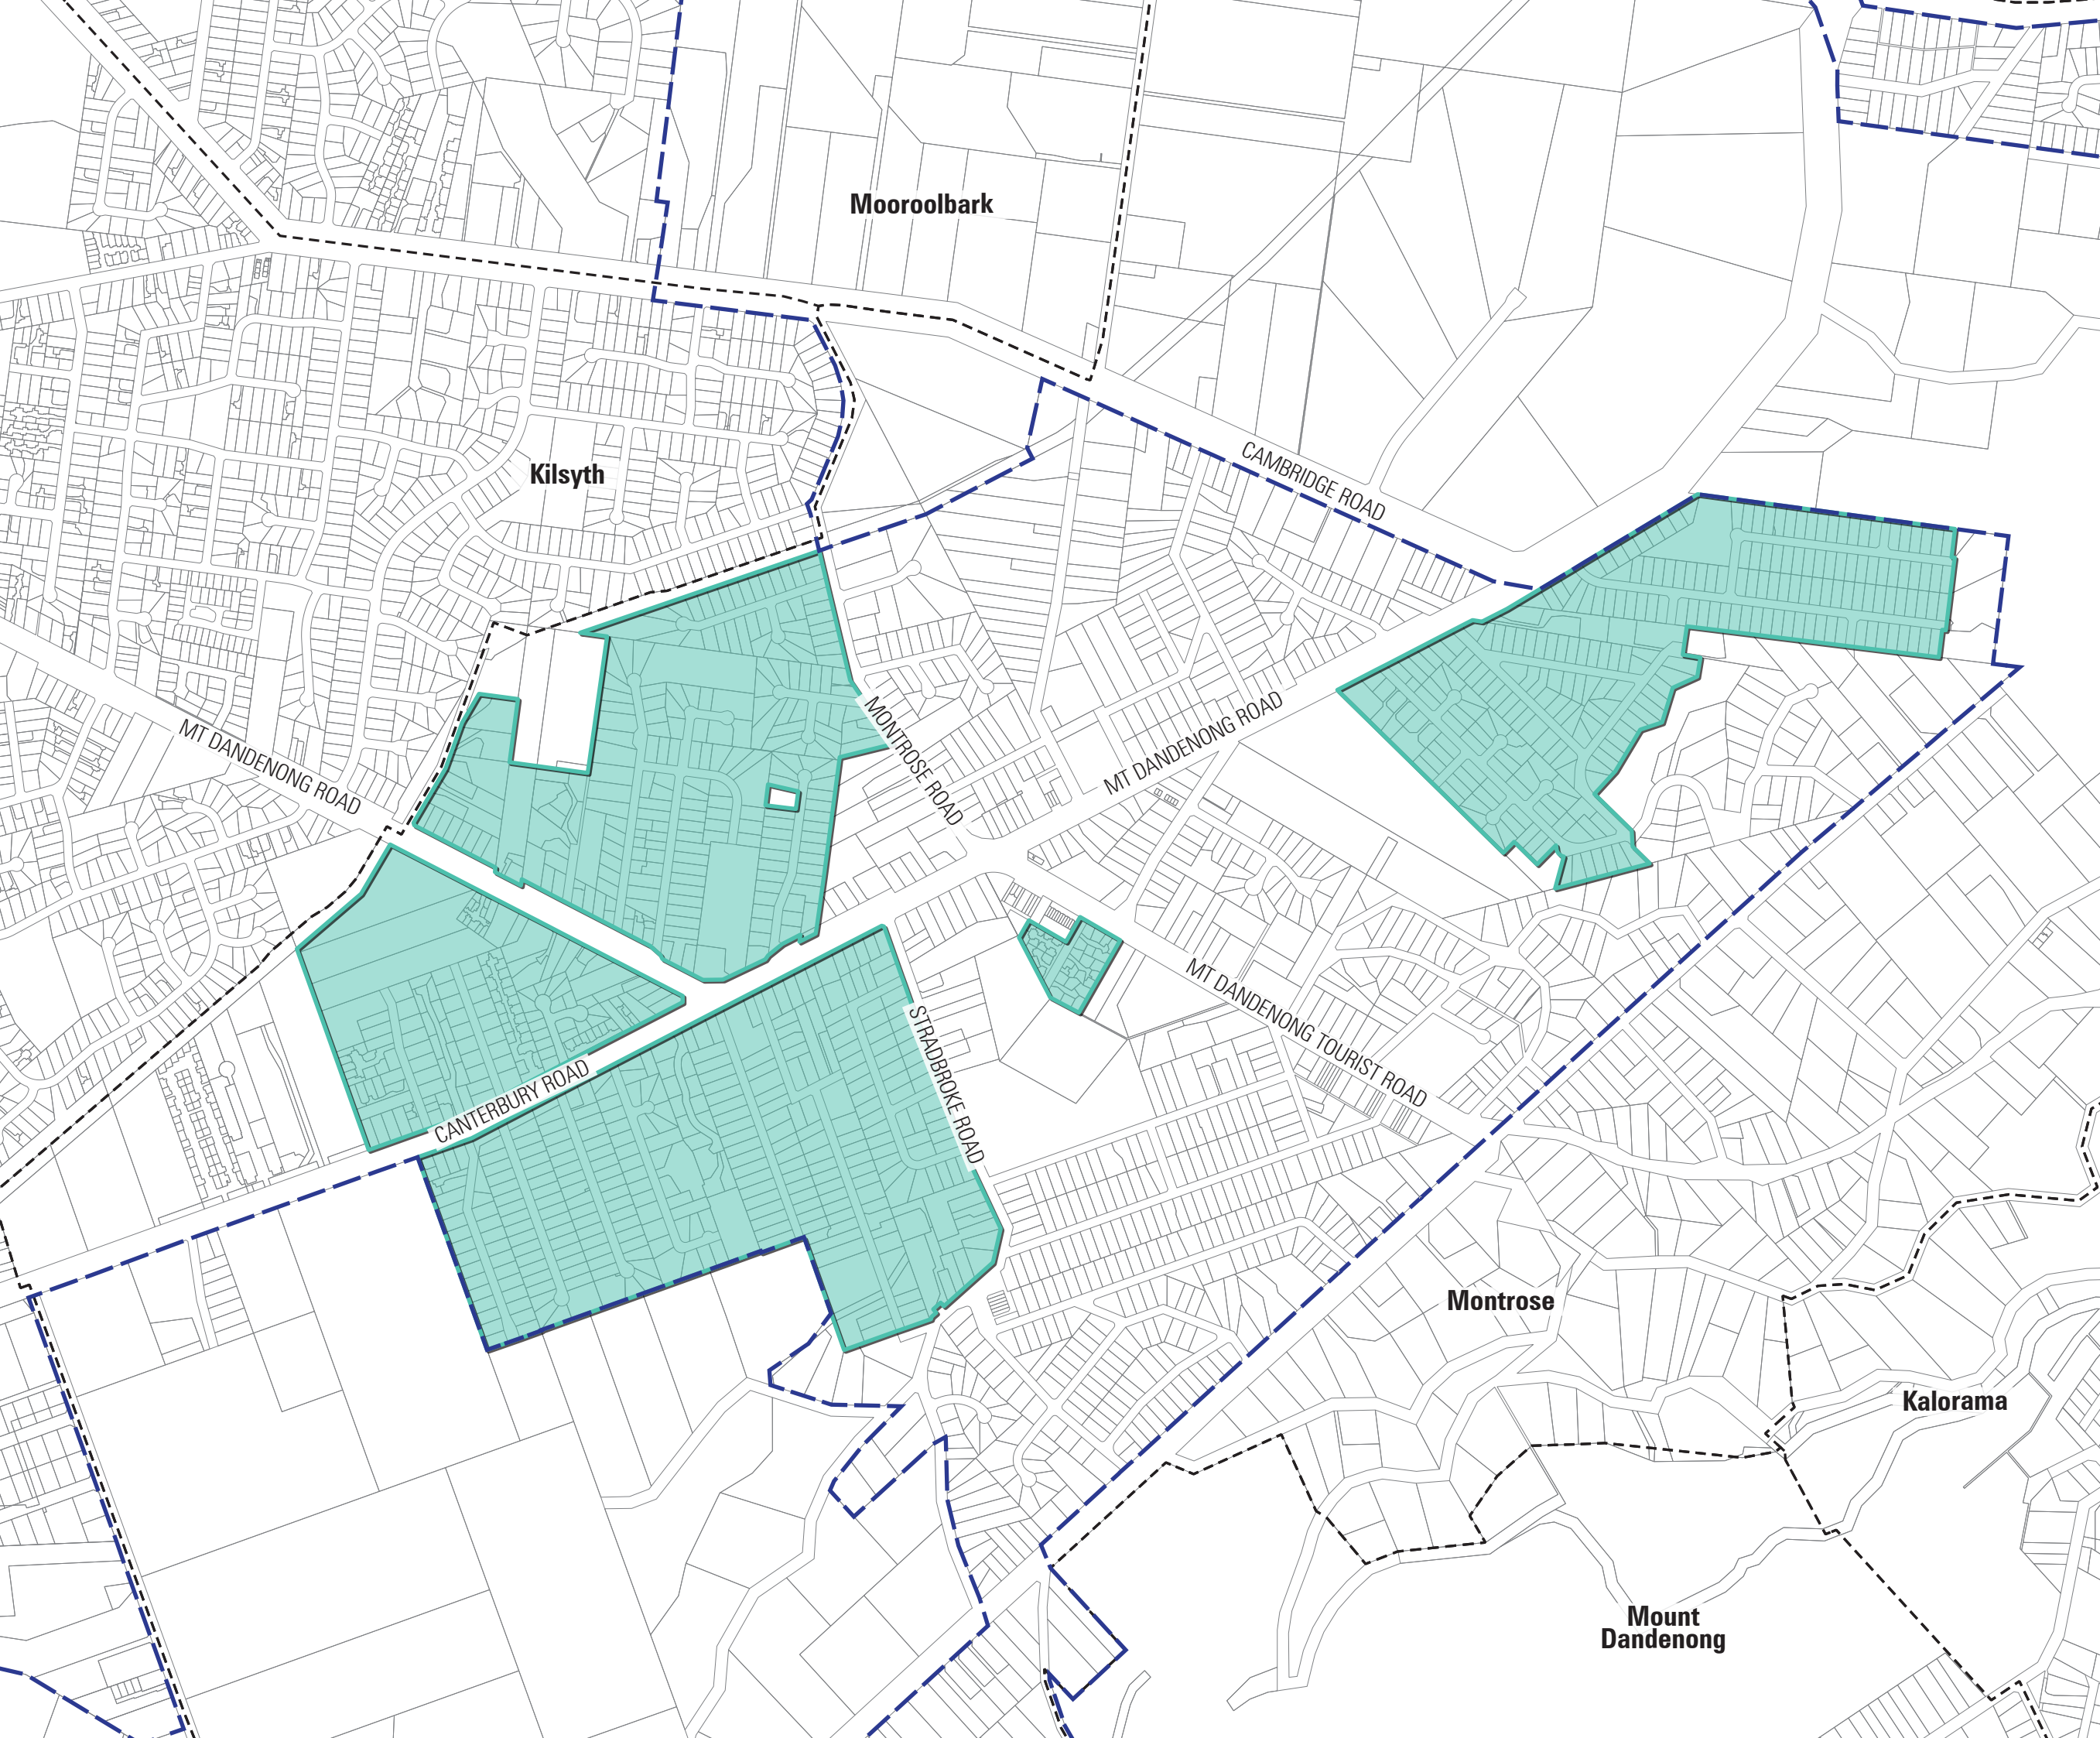 Mooroolbark
Kilsyth
CAMBRIDGE ROAD
MT DANDENONG ROAD
MONTROSE ROAD
MT DANDENONG ROAD
MT DANDENONG TOURIST ROAD
STRADBROKE ROAD
CANTERBURY ROAD
Montrose
Kalorama
Mount
Dandenong